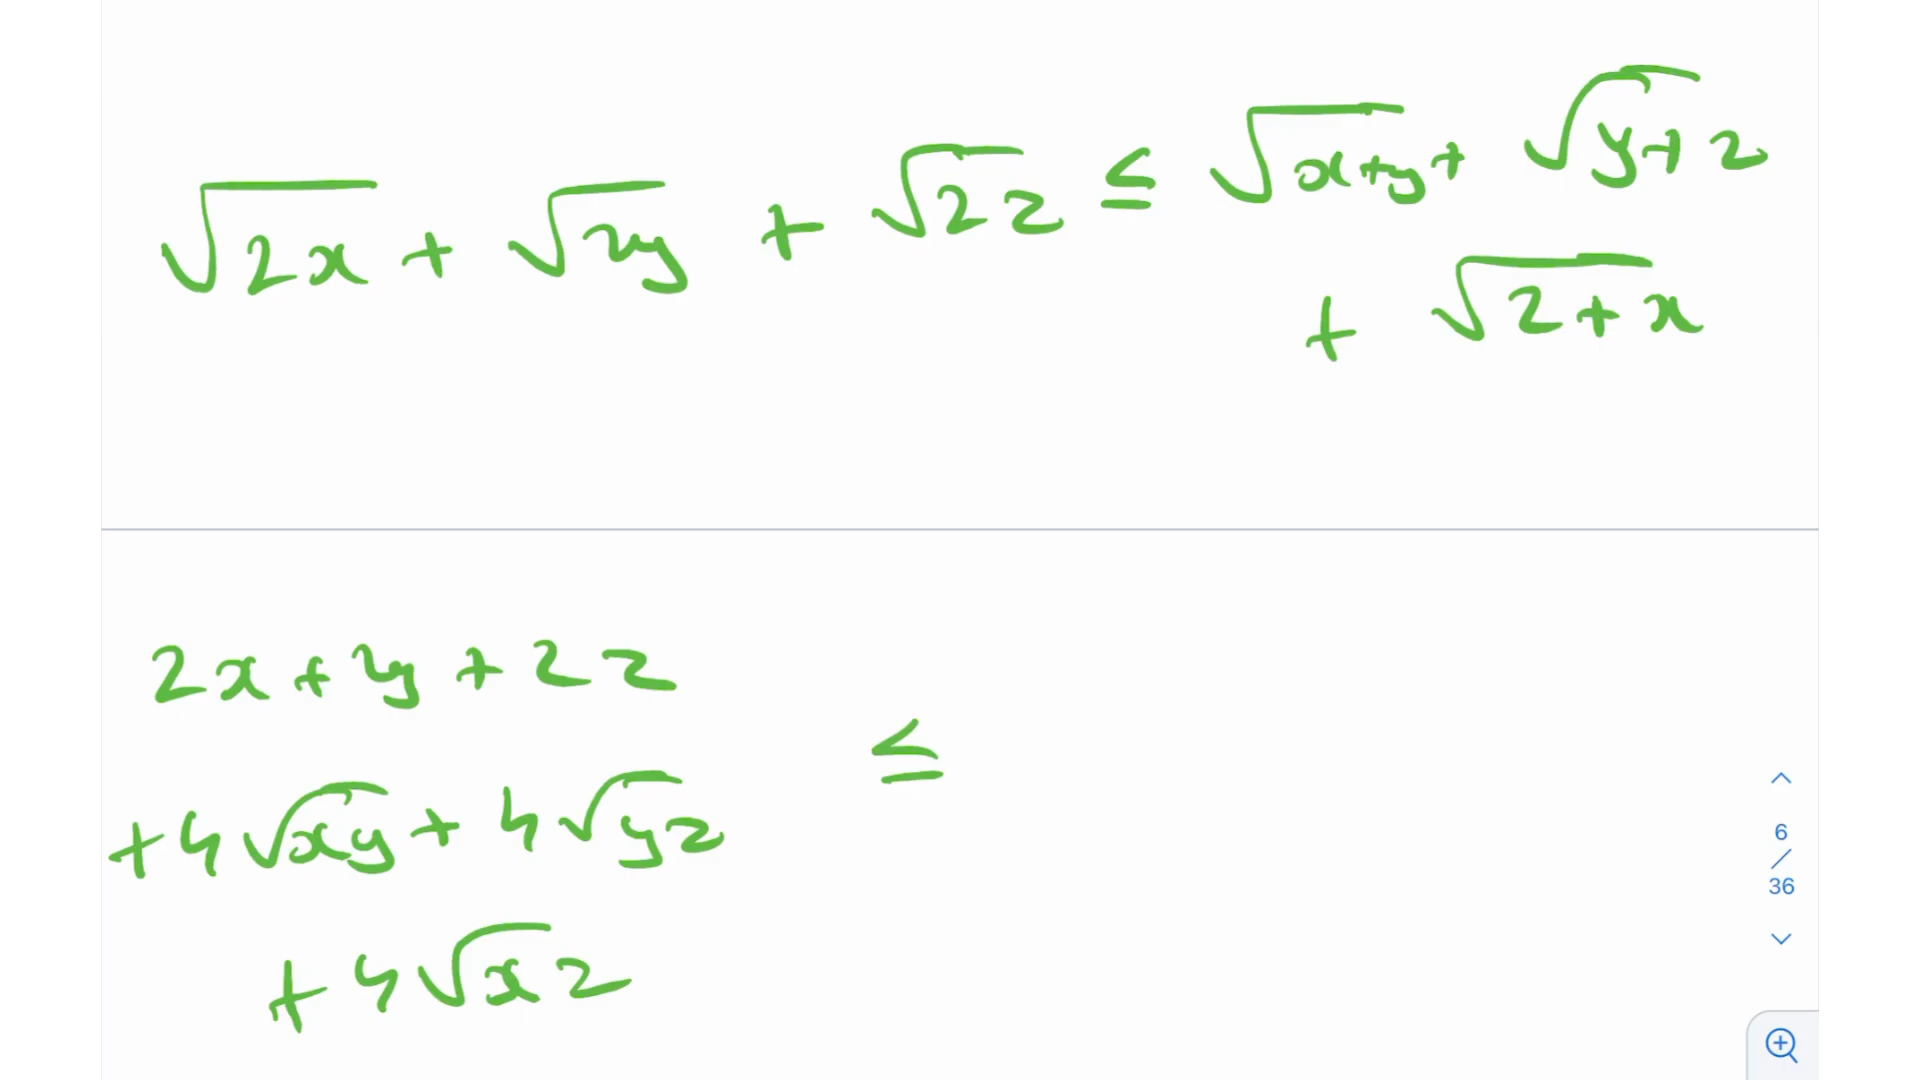 √2x + √2y + √2z ≤ √x+y + √y+z
+ √z+x
2x + 2y + 2z
≤
+4√xy + 4√yz
+ 4√xz
6
/
36